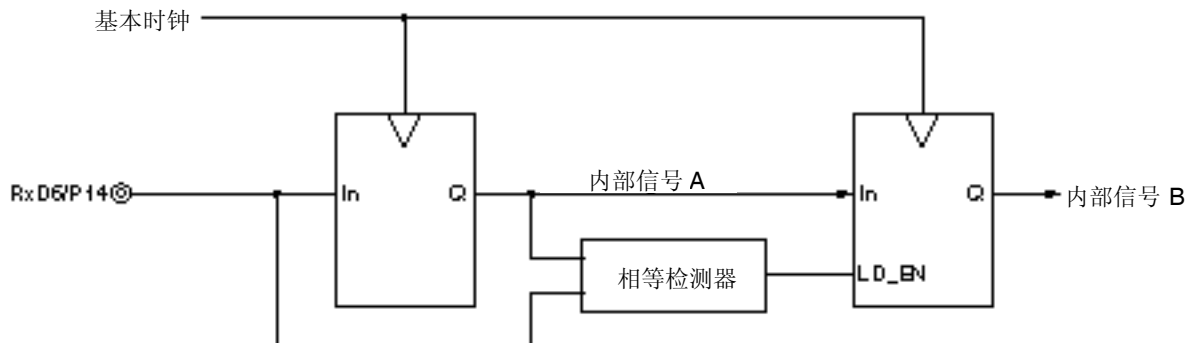 基本时钟
RxD6/P14
In
Q
内部信号 A
In
Q
内部信号 B
相等检测器
LD_EN